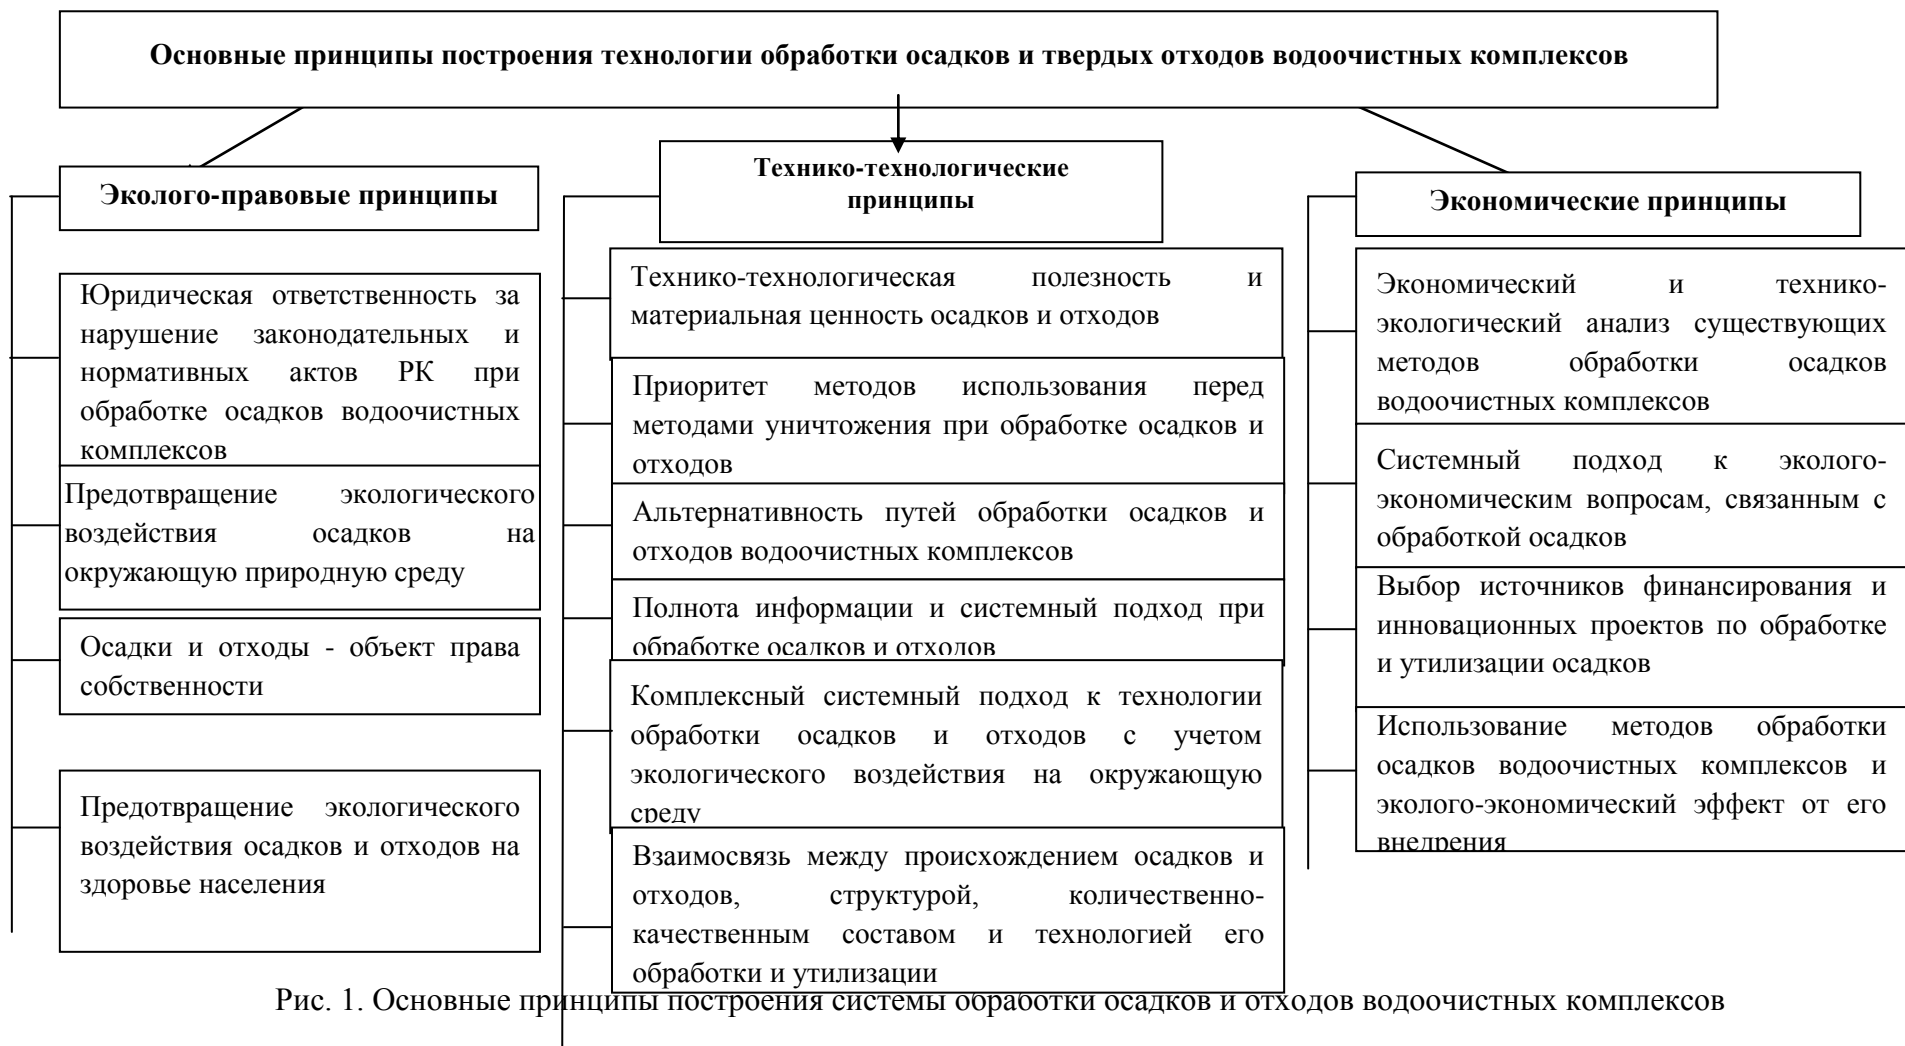 Основные принципы построения технологии обработки осадков и твердых отходов водоочистных комплексов
Эколого-правовые принципы
Юридическая ответственность за
нарушение законодательных и
нормативных актов РК при
обработке осадков водоочистных
комплексов
Предотвращение экологического
воздействия осадков на
окружающую природную среду
Осадки и отходы - объект права
собственности
Предотвращение экологического
воздействия осадков и отходов на
здоровье населения
Технико-технологические
принципы
Технико-технологическая полезность и
материальная ценность осадков и отходов
Приоритет методов использования перед
методами уничтожения при обработке осадков и
отходов
Альтернативность путей обработки осадков и
отходов водоочистных комплексов
Полнота информации и системный подход при
обработке осадков и отходов
Комплексный системный подход к технологии
обработки осадков и отходов с учетом
экологического воздействия на окружающую
среду
Взаимосвязь между происхождением осадков и
отходов, структурой, количественно-
качественным составом и технологией его
обработки и утилизации
Экономические принципы
Экономический и технико-
экологический анализ существующих
методов обработки осадков
водоочистных комплексов
Системный подход к эколого-
экономическим вопросам, связанным с
обработкой осадков
Выбор источников финансирования и
инновационных проектов по обработке
и утилизации осадков
Использование методов обработки
осадков водоочистных комплексов и
эколого-экономический эффект от его
внедрения
Рис. 1. Основные принципы построения системы обработки осадков и отходов водоочистных комплексов